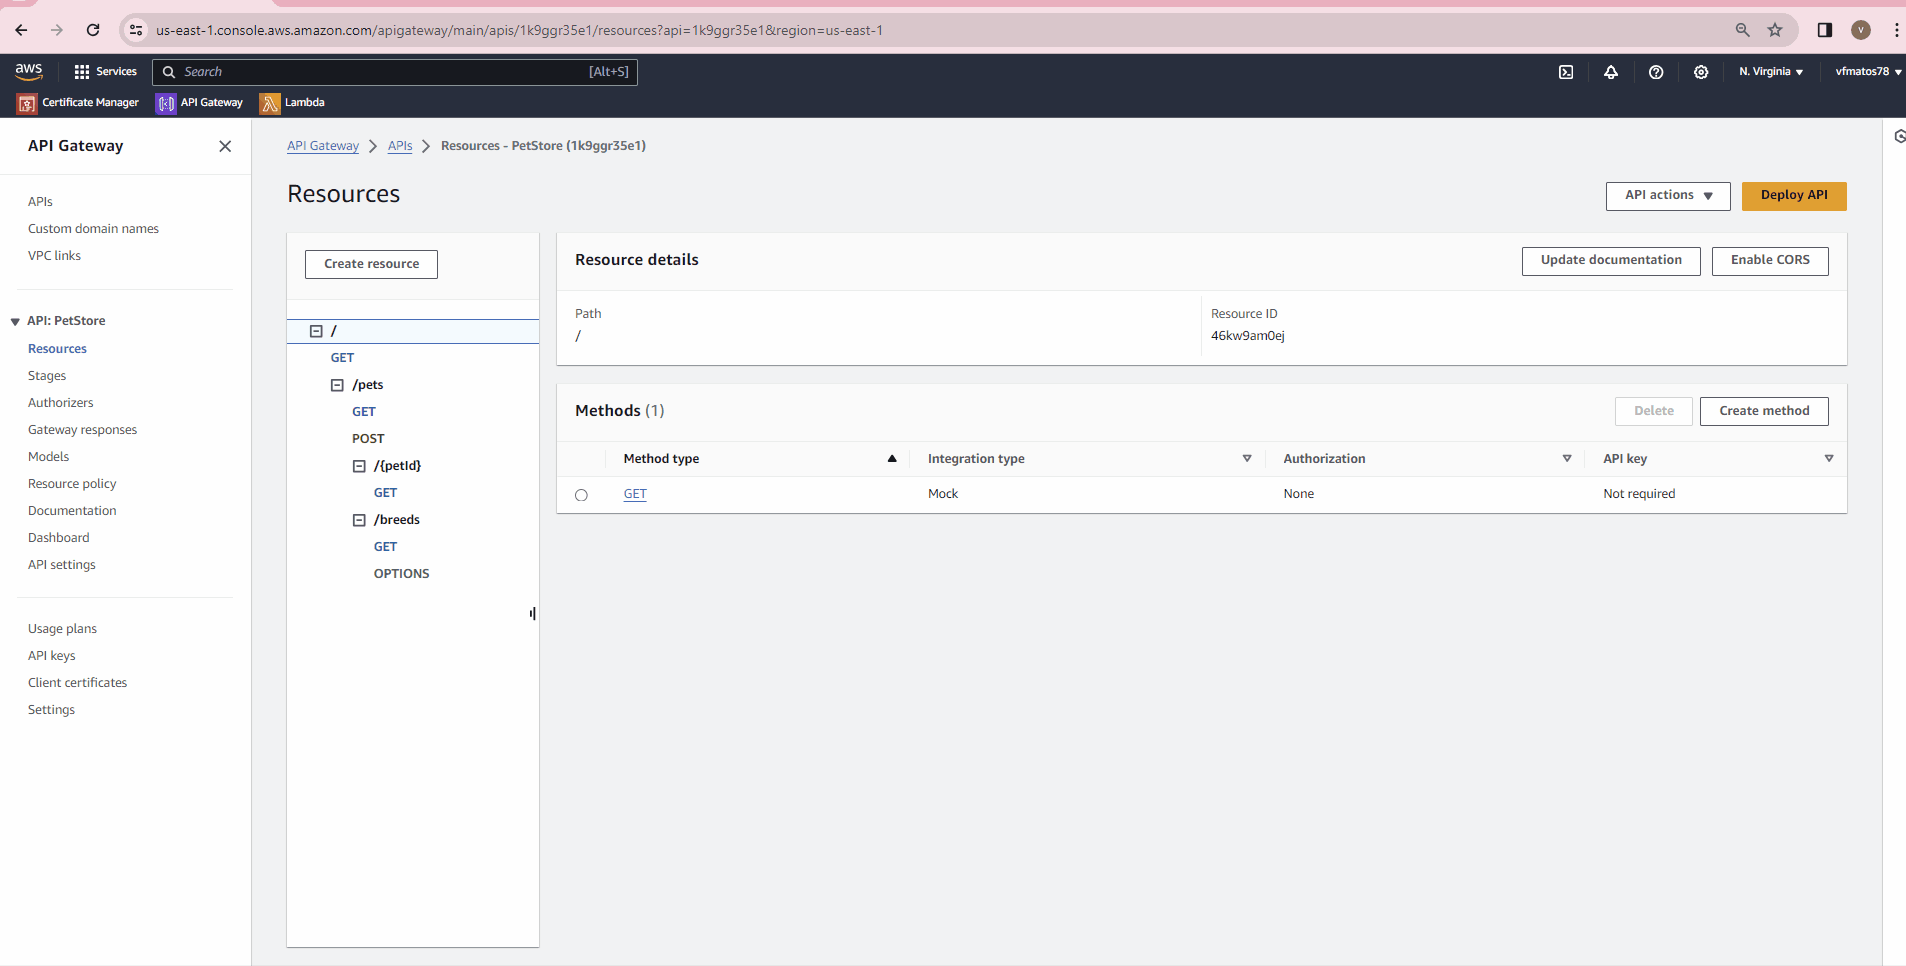 us-east-1.console.aws.amazon.com/apigateway/main/apis/1k9ggr35e1/resources?api=1k9ggr35e1&region=us-east-1
V
aws
Services
Search
[Alt+S]
N. Virginia
vfmatos78
Certificate Manager
API Gateway
Lambda
API Gateway
APIs
Custom domain names
VPC links
API: PetStore
Resources
Stages
Authorizers
Gateway responses
Models
Resource policy
Documentation
Dashboard
API settings
Usage plans
API keys
Client certificates
Settings
API Gateway > APIs > Resources - PetStore (1k9ggr35e1)
Resources
API actions
Deploy API
Create resource
/
GET
/pets
GET
POST
/{petId}
GET
/breeds
GET
OPTIONS
Resource details
Update documentation
Enable CORS
Path
/
Resource ID
46kw9am0ej
Methods (1)
Delete
Create method
Method type
Integration type
Authorization
API key
GET
Mock
None
Not required